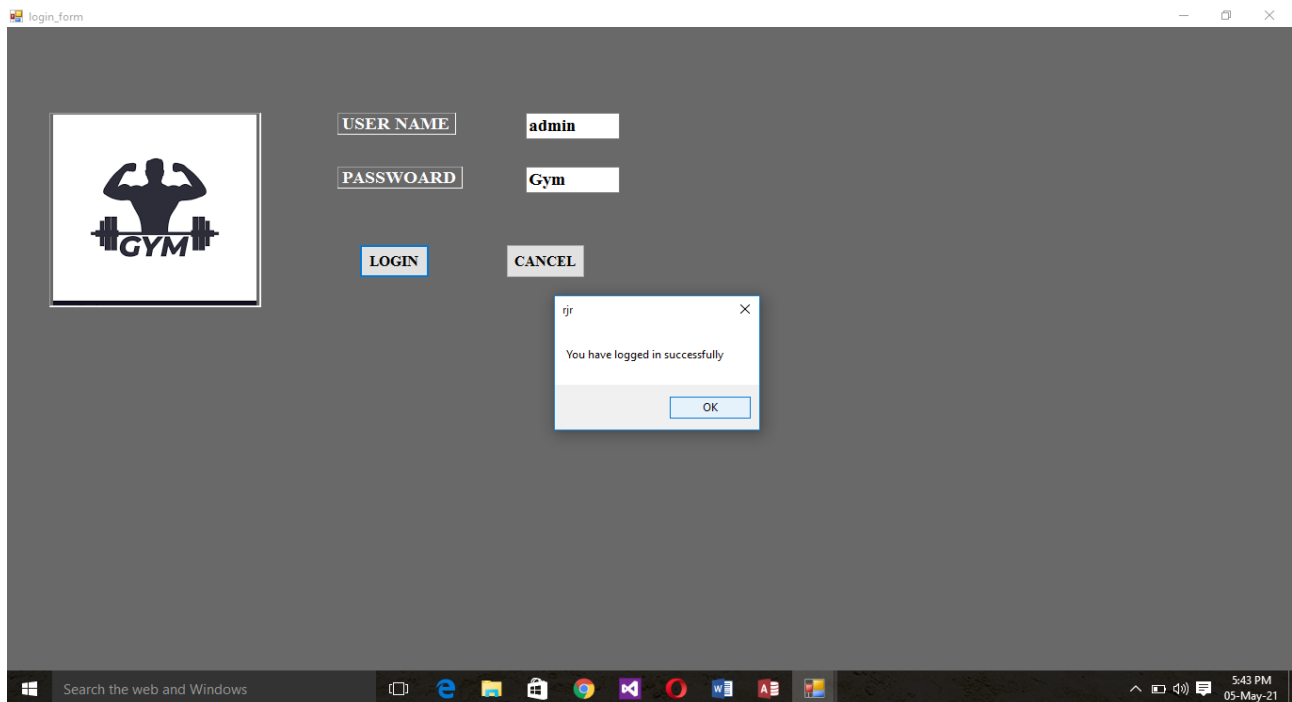 login_form
USER NAME
admin
PASSWOARD
Gym
GYM
LOGIN
CANCEL
rjr
You have logged in successfully
OK
Search the web and Windows
5:43 PM
05-May-21